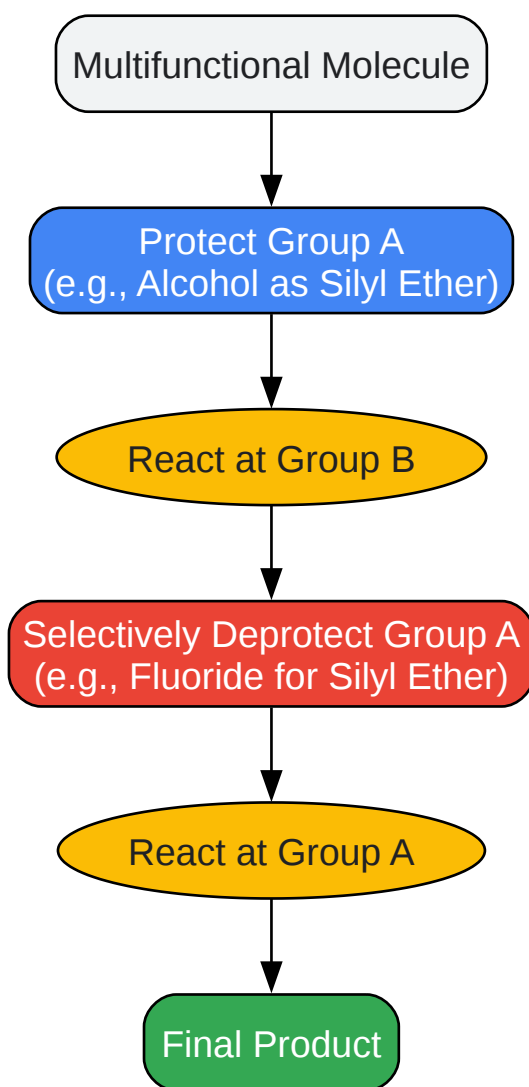 Multifunctional Molecule
Protect Group A
(e.g., Alcohol as Silyl Ether)
React at Group B
Selectively Deprotect Group A
(e.g., Fluoride for Silyl Ether)
React at Group A
Final Product